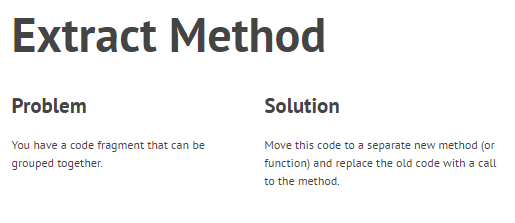 Extract Method
Problem
You have a code fragment that can be
grouped together.
Solution
Move this code to a separate new method (or
function) and replace the old code with a call
to the method.